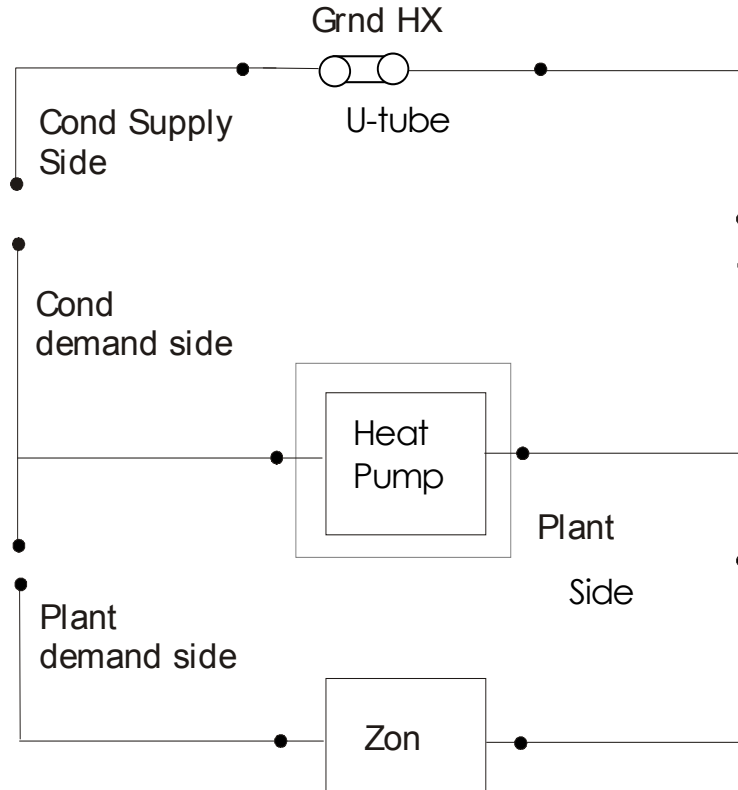 Grnd HX
U-tube
Cond Supply
Side
Cond
demand side
Heat
Pump
Plant
Side
Plant
demand side
Zon